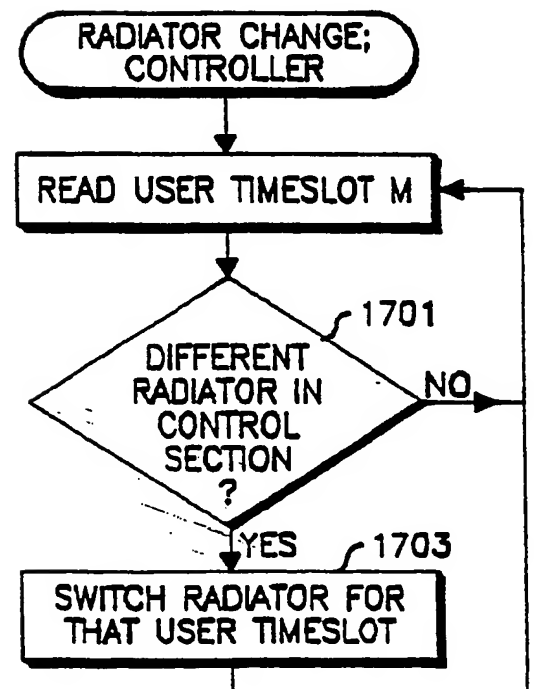 RADIATOR CHANGE;
CONTROLLER
READ USER TIMESLOT M
1701
DIFFERENT
RADIATOR IN
CONTROL
SECTION
?
NO
YES
1703
SWITCH RADIATOR FOR
THAT USER TIMESLOT